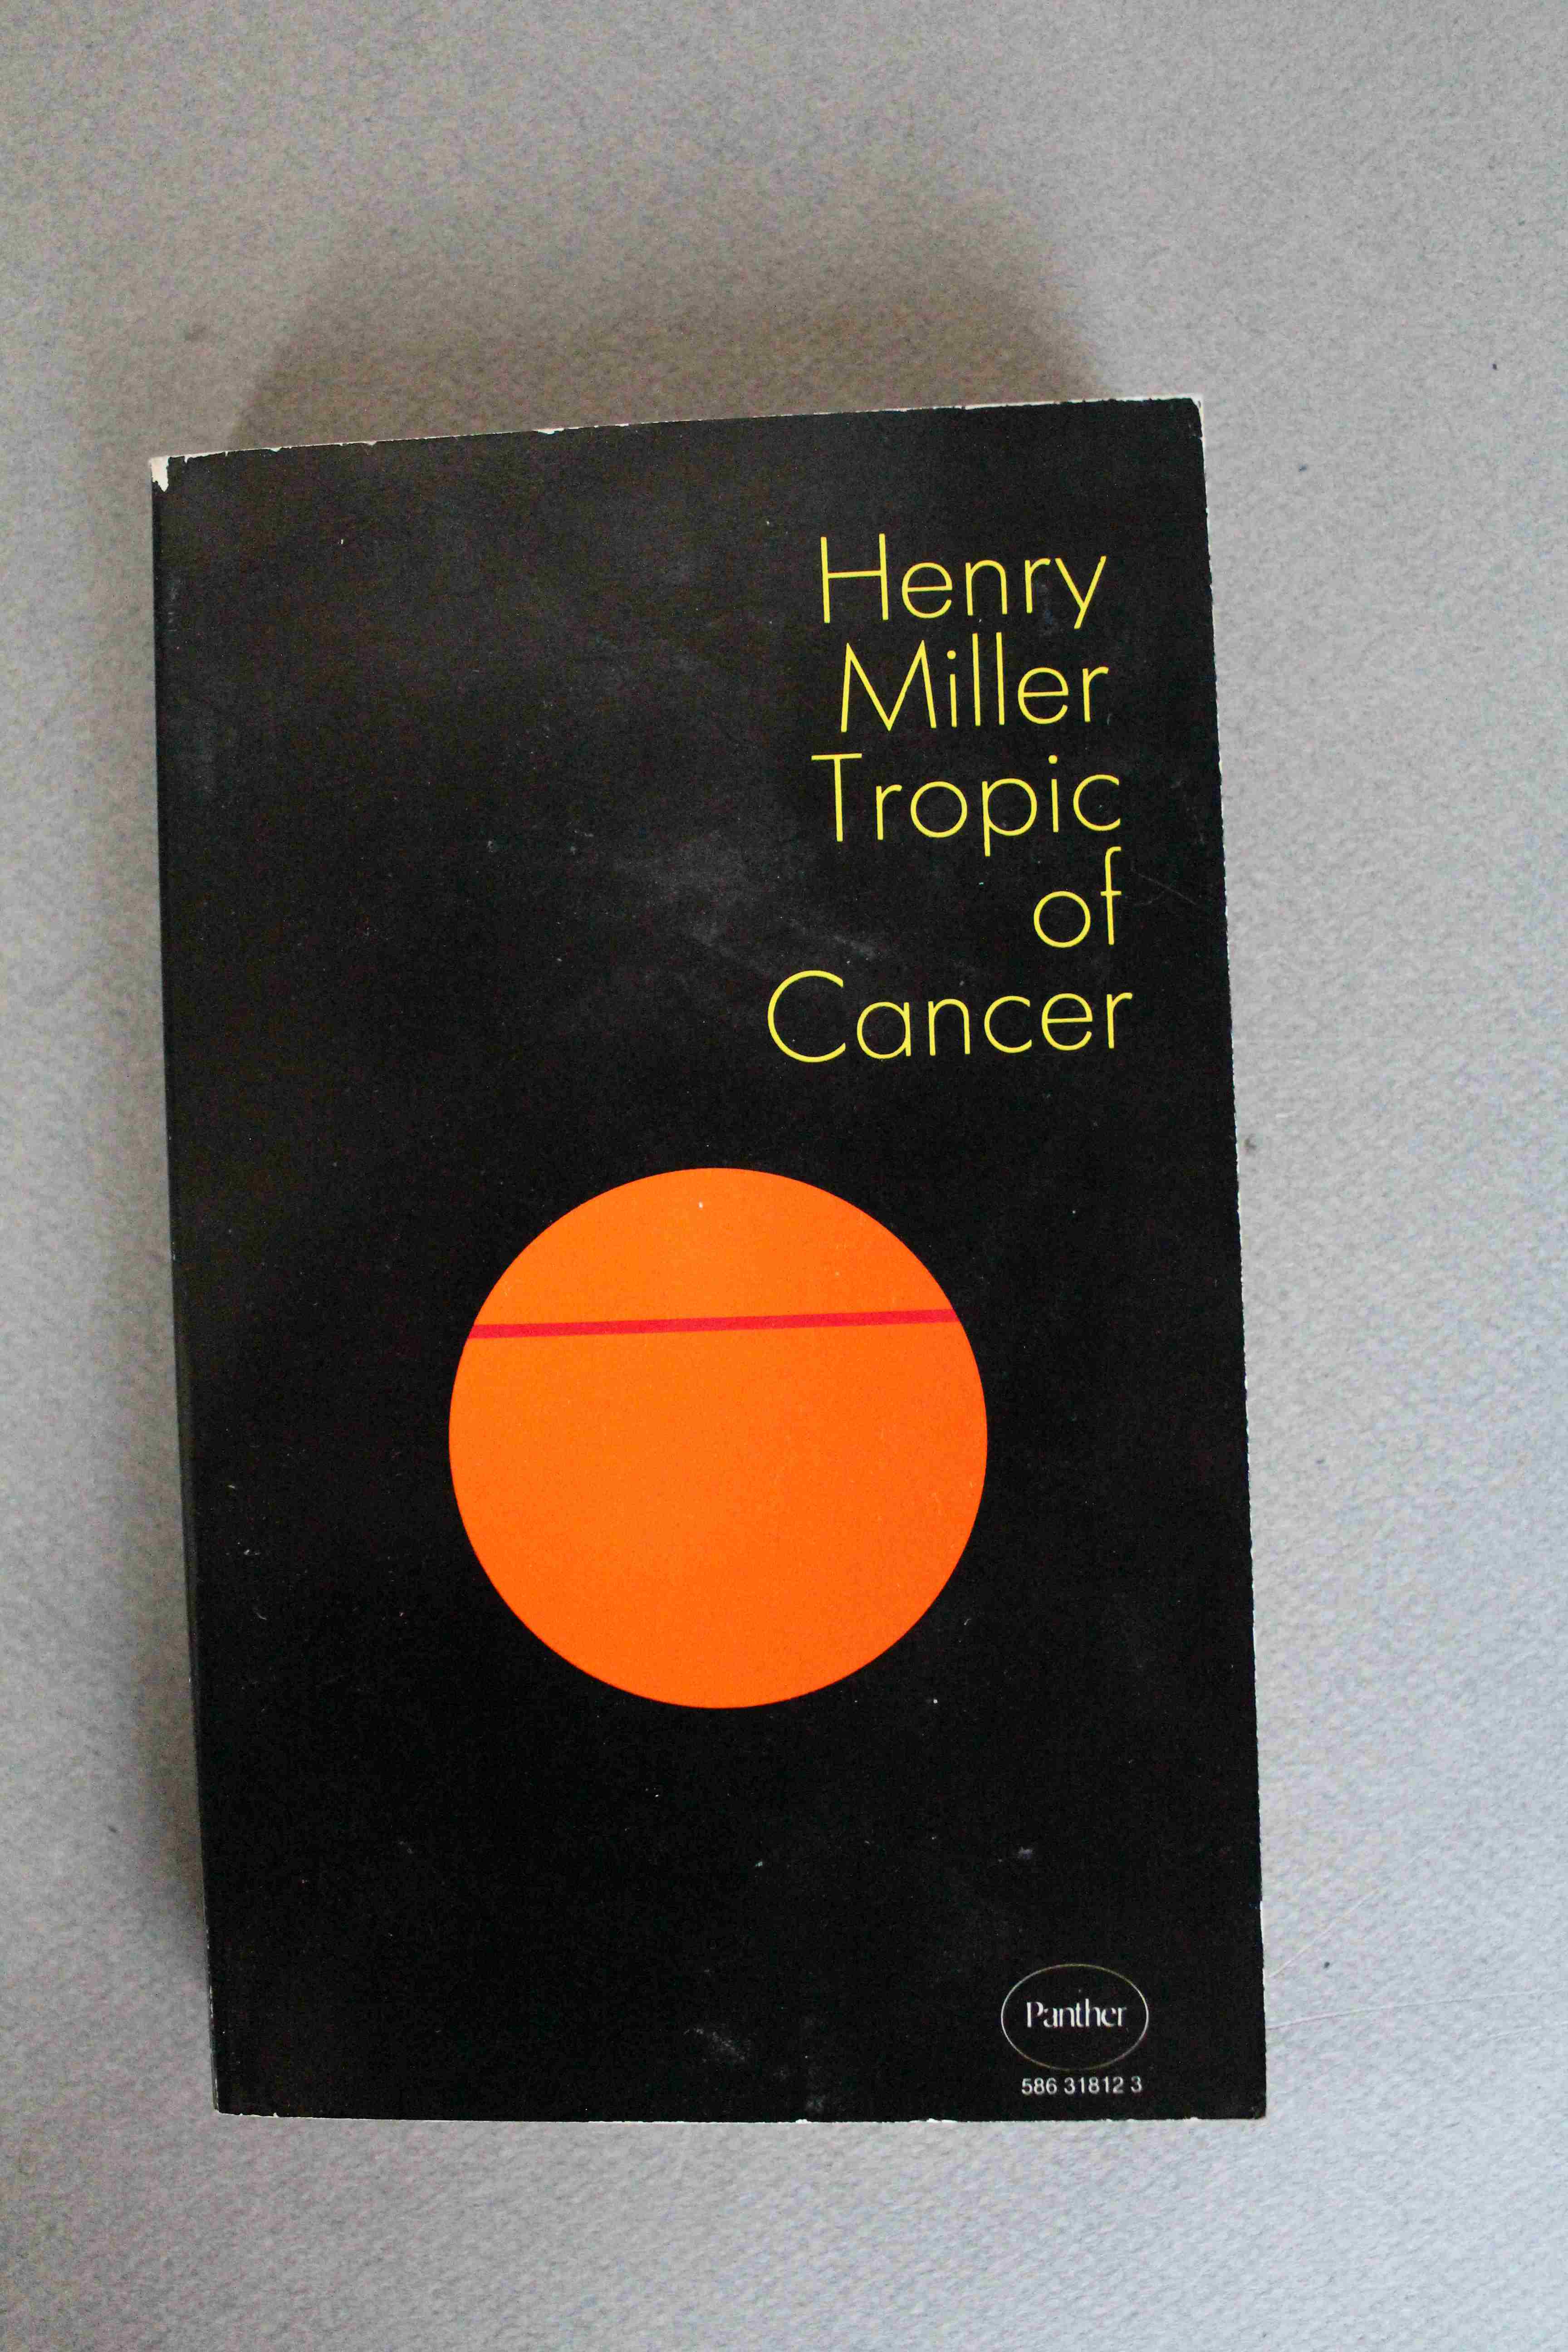 Henry
Miller
Tropic
of
Cancer
Panther
586 31812 3